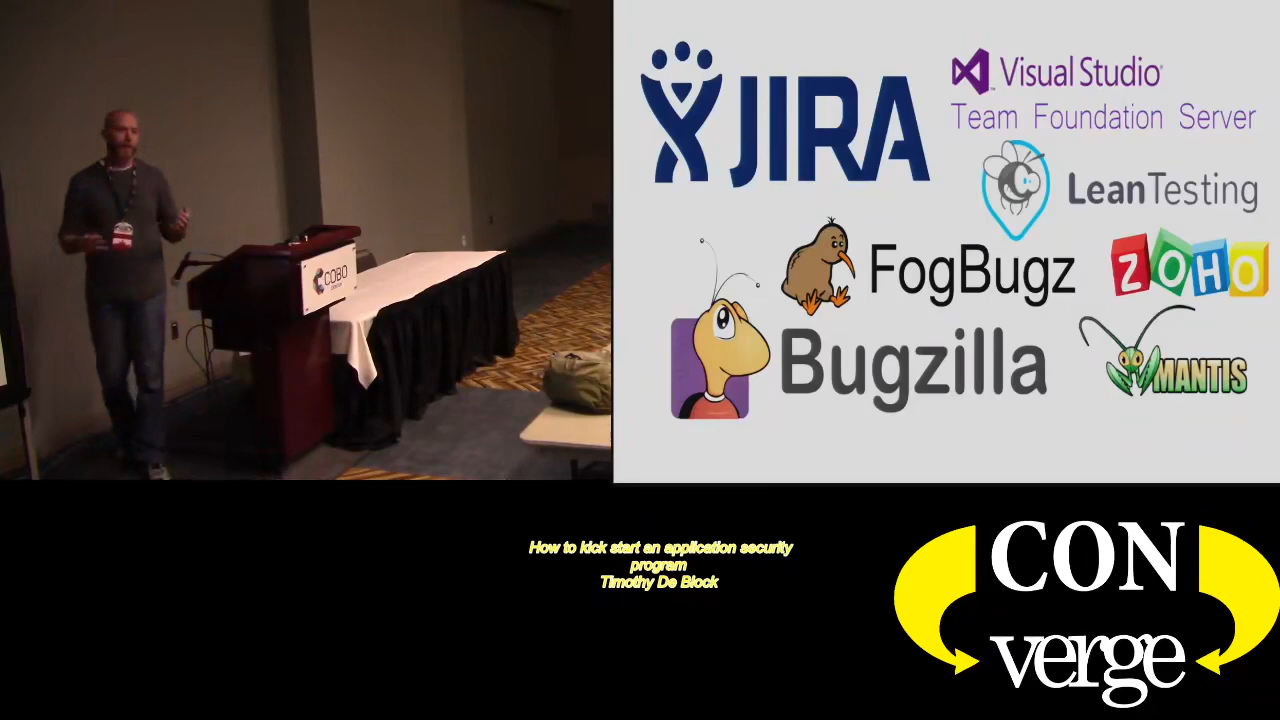 JIRA
Visual Studio
Team Foundation Server
LeanTesting
FogBugz
ZOHO
Bugzilla
MANTIS
COBO
How to kick start an application security
program
Timothy De Block
CON
verge